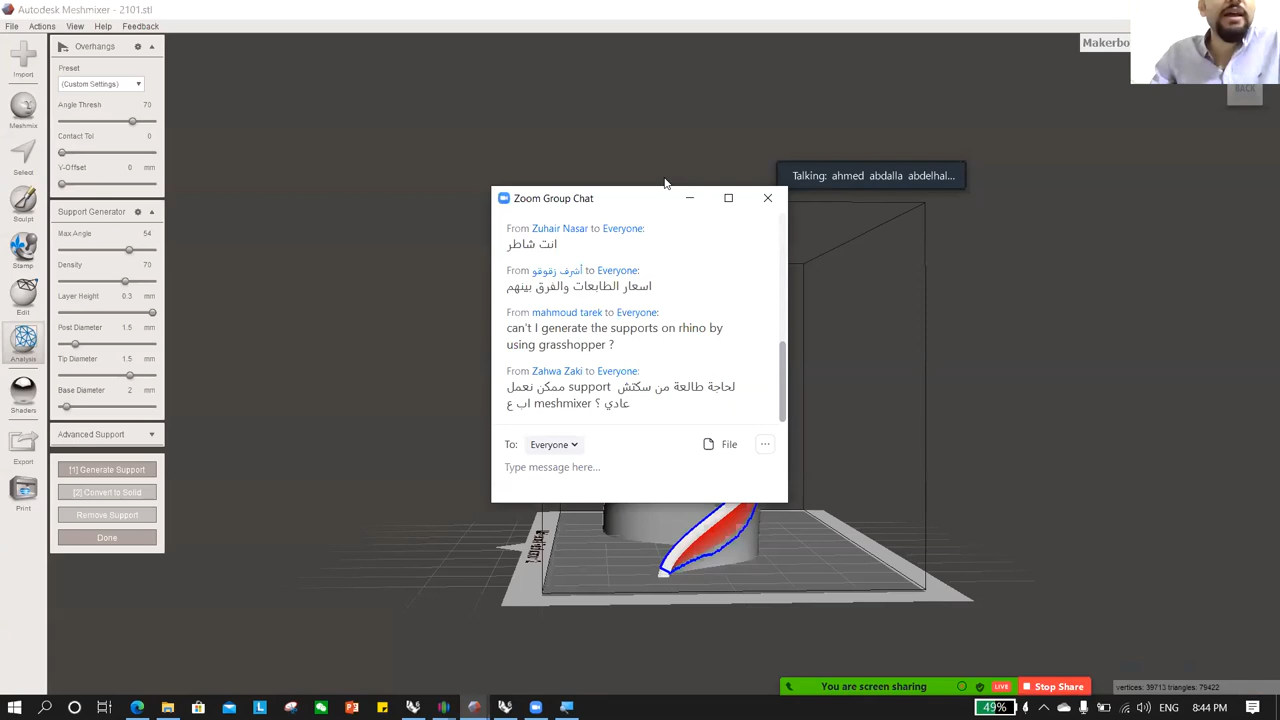 Autodesk Meshmixer - 2101.stl
File Actions View Help Feedback
Import
Meshmix
Select
Sculpt
Stamp
Edit
Analysis
Shaders
Export
Print
Overhangs
Preset
(Custom Settings)
Angle Thresh 70
Contact Tol 0
Y-Offset 0 mm
Support Generator
Max Angle 54
Density 70
Layer Height 0.3 mm
Post Diameter 1.5 mm
Tip Diameter 1.5 mm
Base Diameter 2 mm
Advanced Support
[1] Generate Support
[2] Convert to Solid
Remove Support
Done
Makerbo
BACK
Talking: ahmed abdalla abdelhal...
Zoom Group Chat
From Zuhair Nasar to Everyone:
انت شاطر
From أشرف زقوقو to Everyone:
اسعار الطابعات والفرق بينهم
From mahmoud tarek to Everyone:
can't I generate the supports on rhino by
using grasshopper ?
From Zahwa Zaki to Everyone:
ممكن نعمل support لحاجة طالعة من سكتش
اب ع meshmixer عادي ؟
To: Everyone
File
Type message here...
You are screen sharing
LIVE
Stop Share
vertices: 39713 triangles: 79422
49%
8:44 PM